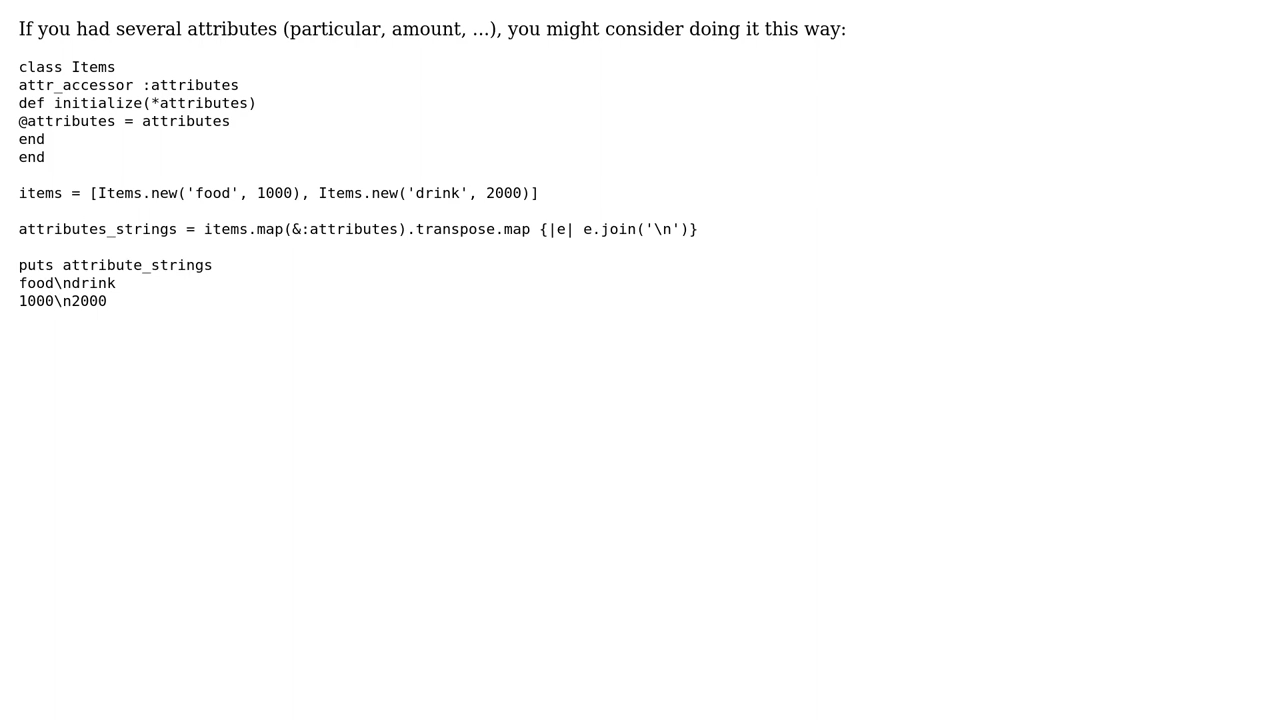 If you had several attributes (particular, amount, ...), you might consider doing it this way:
class Items
attr_accessor :attributes
def initialize(*attributes)
@attributes = attributes
end
end
items = [Items.new('food', 1000), Items.new('drink', 2000)]
attributes_strings = items.map(&:attributes).transpose.map {|e| e.join('\n')}
puts attribute_strings
food\ndrink
1000\n2000